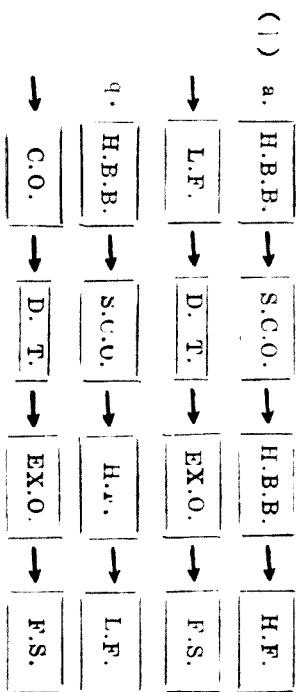 (1) a. H.B.B. → S.C.O. → H.B.B. → H.F.
→ L.F. → D. T. → EX.O. → F.S.
b. H.B.B. → S.C.O. → H.F. → L.F.
→ C.O. → D. T. → EX.O. → F.S.